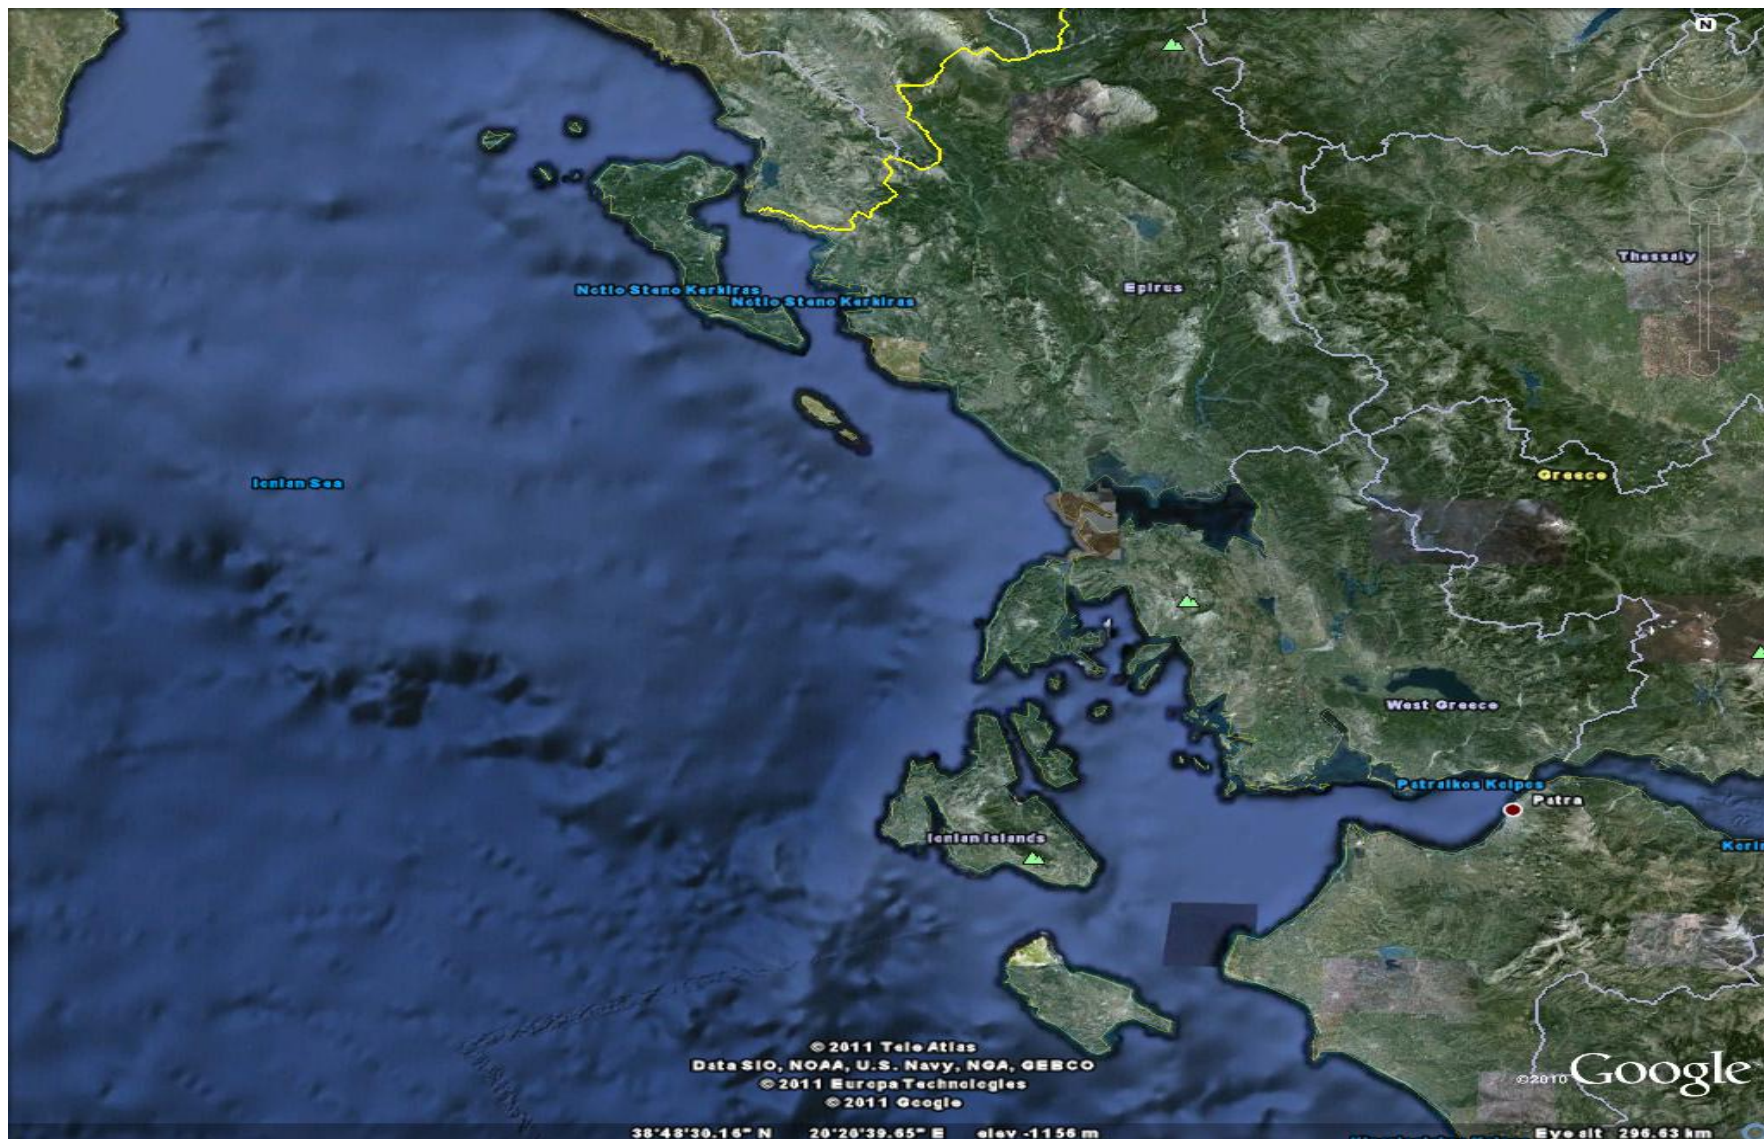 N
Thessaly
Epirus
Notio Steno Kerkiras
Notio Steno Kerkiras
Greece
Ionian Sea
West Greece
Patraikos Kolpos
Patra
Ionian Islands
© 2011 Tele Atlas
Data SIO, NOAA, U.S. Navy, NGA, GEBCO
© 2011 Europa Technologies
© 2011 Google
©2010 Google
38°48'30.16" N 20°20'39.65" E elev -1156 m
Eye alt 296.63 km